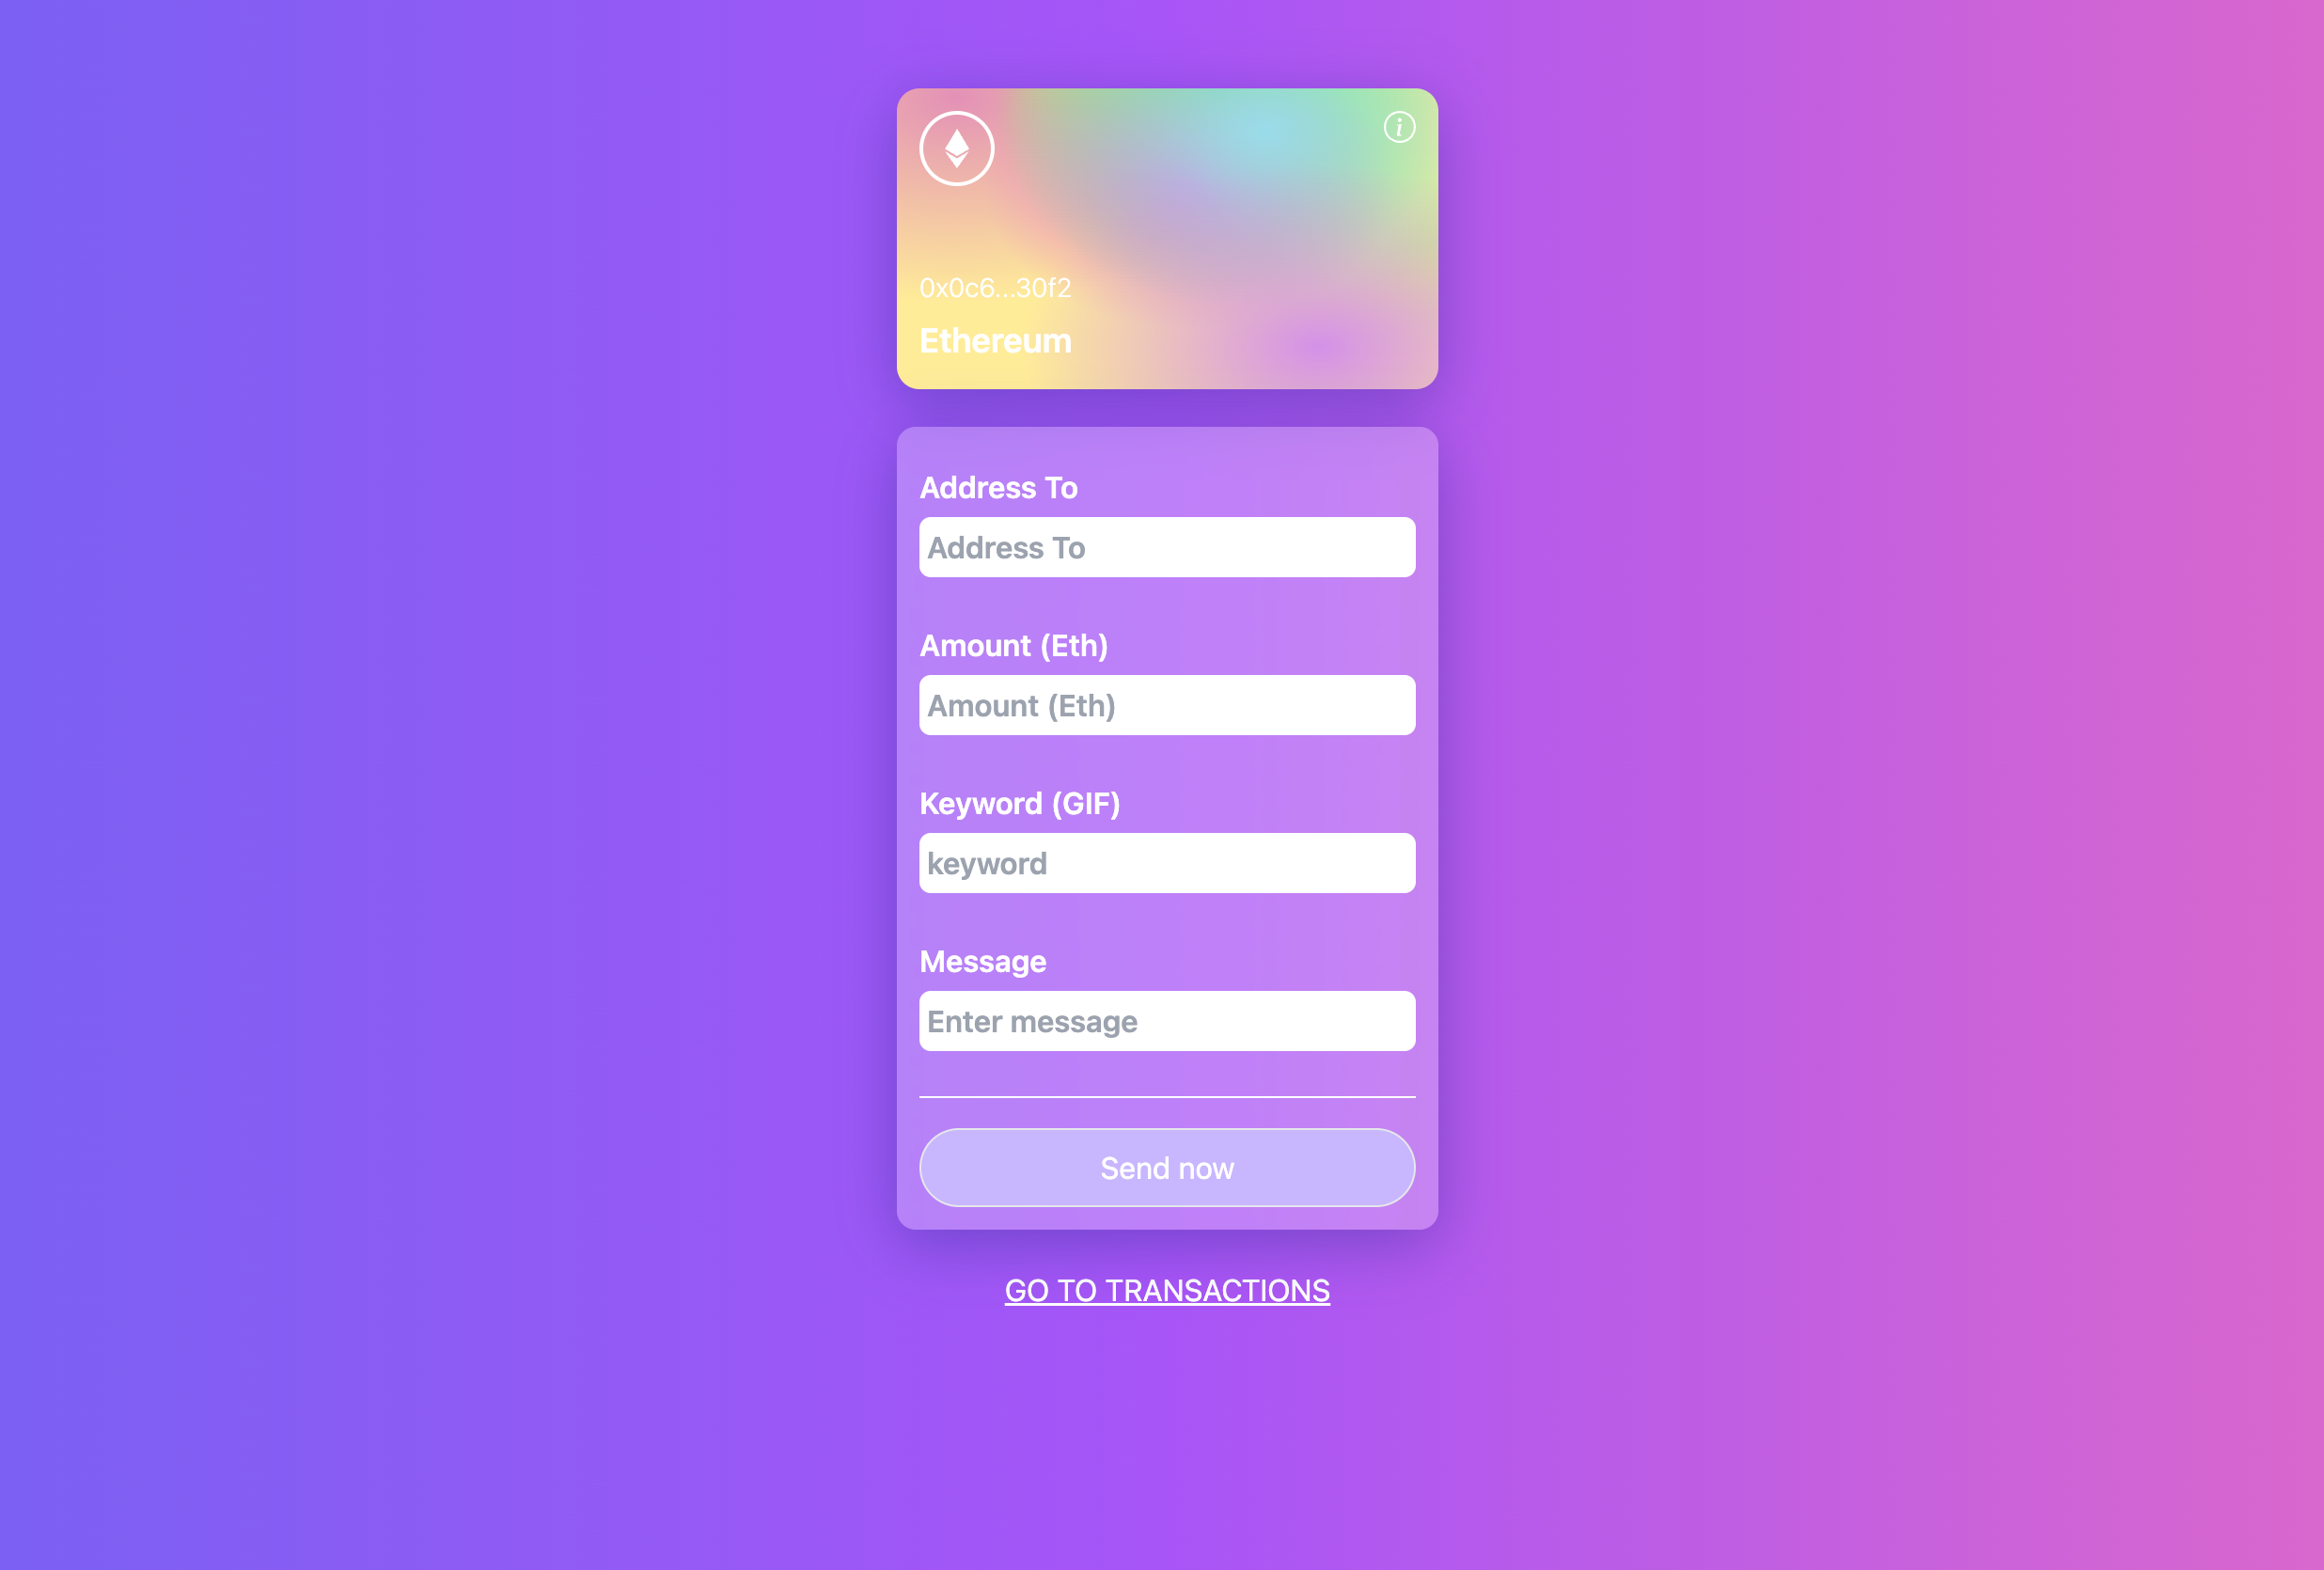 i
0x0c6...30f2
Ethereum
Address To
Address To
Amount (Eth)
Amount (Eth)
Keyword (GIF)
keyword
Message
Enter message
Send now
GO TO TRANSACTIONS